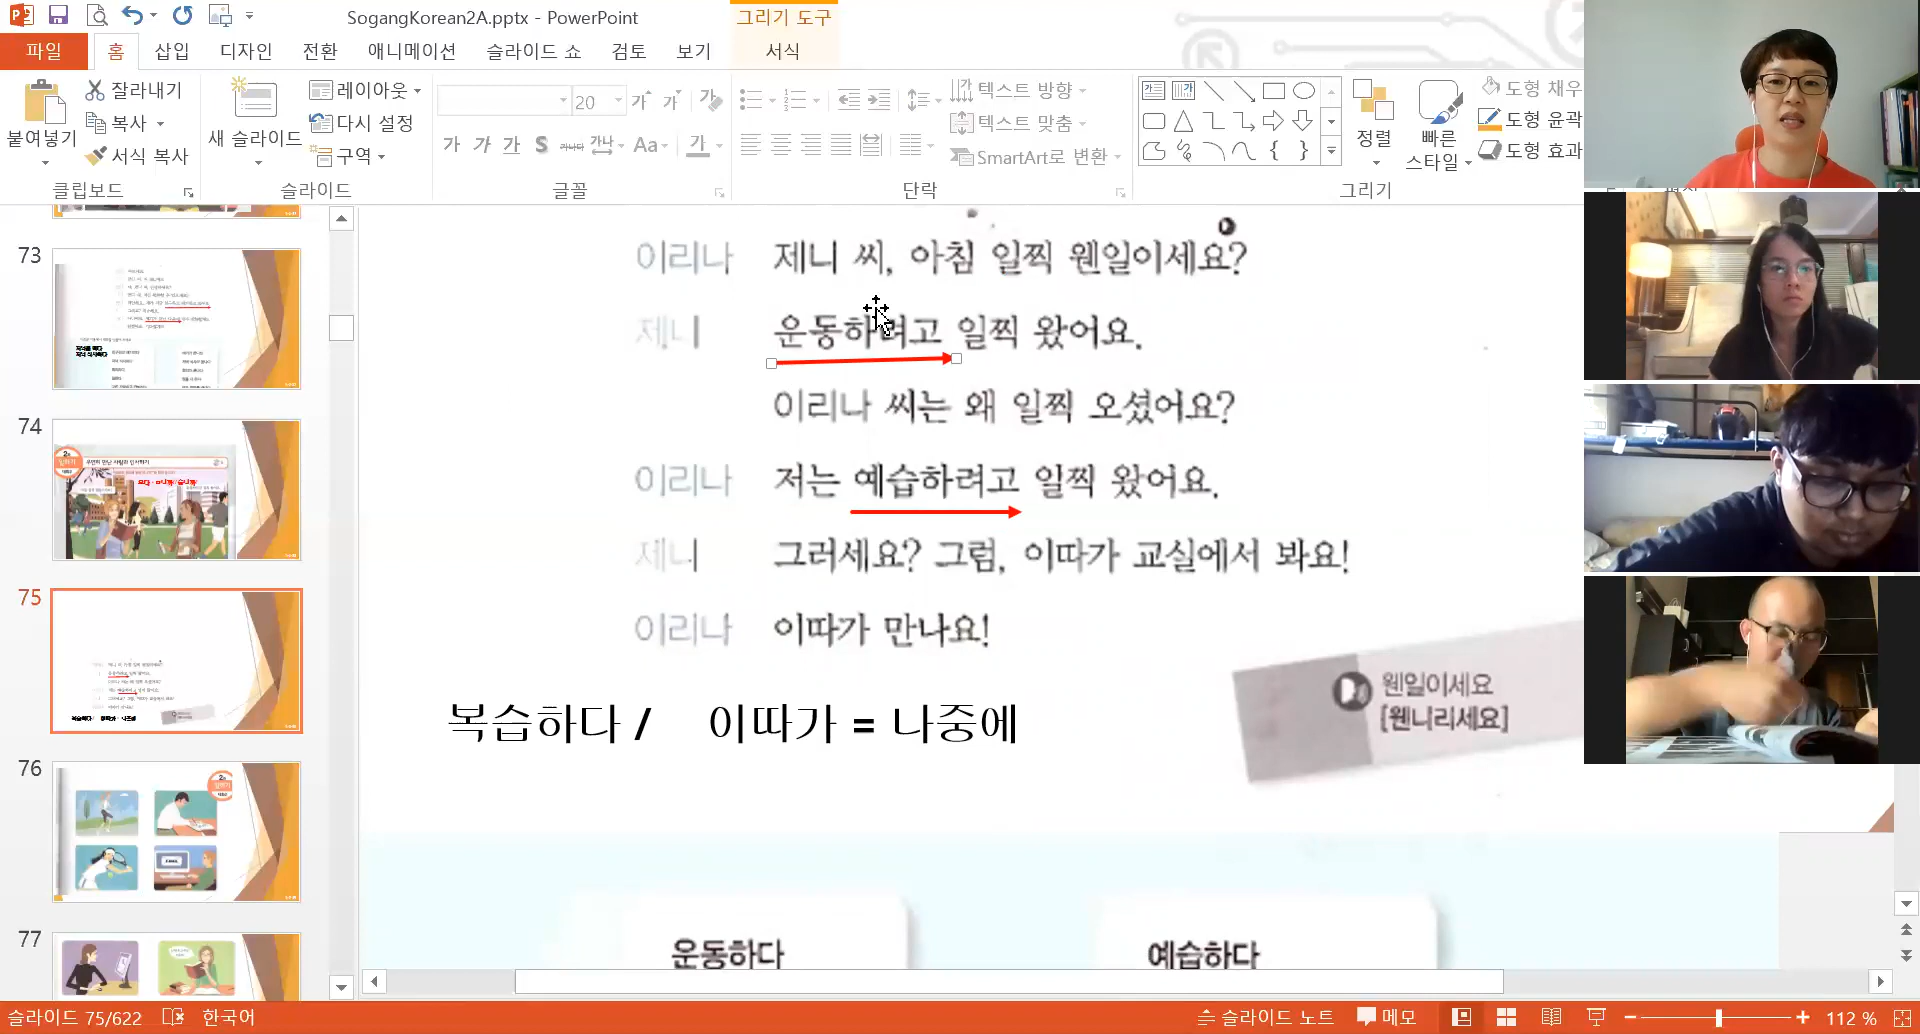 SogangKorean2A.pptx - PowerPoint
그리기 도구
파일 홈 삽입 디자인 전환 애니메이션 슬라이드 쇼 검토 보기 서식
붙여넣기
잘라내기
복사
서식 복사
클립보드
새 슬라이드
레이아웃
다시 설정
구역
슬라이드
20
가 가 가 S 가나다 간나 Aa 가
글꼴
텍스트 방향
텍스트 맞춤
SmartArt로 변환
단락
정렬
빠른 스타일
도형 채우
도형 윤곽
도형 효과
그리기
73
74
75
76
77
이리나 제니 씨, 아침 일찍 웬일이세요?
제니 운동하려고 일찍 왔어요.
이리나 씨는 왜 일찍 오셨어요?
이리나 저는 예습하려고 일찍 왔어요.
제니 그러세요? 그럼, 이따가 교실에서 봐요!
이리나 이따가 만나요!
웬일이세요
[웬니리세요]
복습하다 / 이따가 = 나중에
운동하다 예습하다
슬라이드 75/622 한국어 슬라이드 노트 메모 112 %